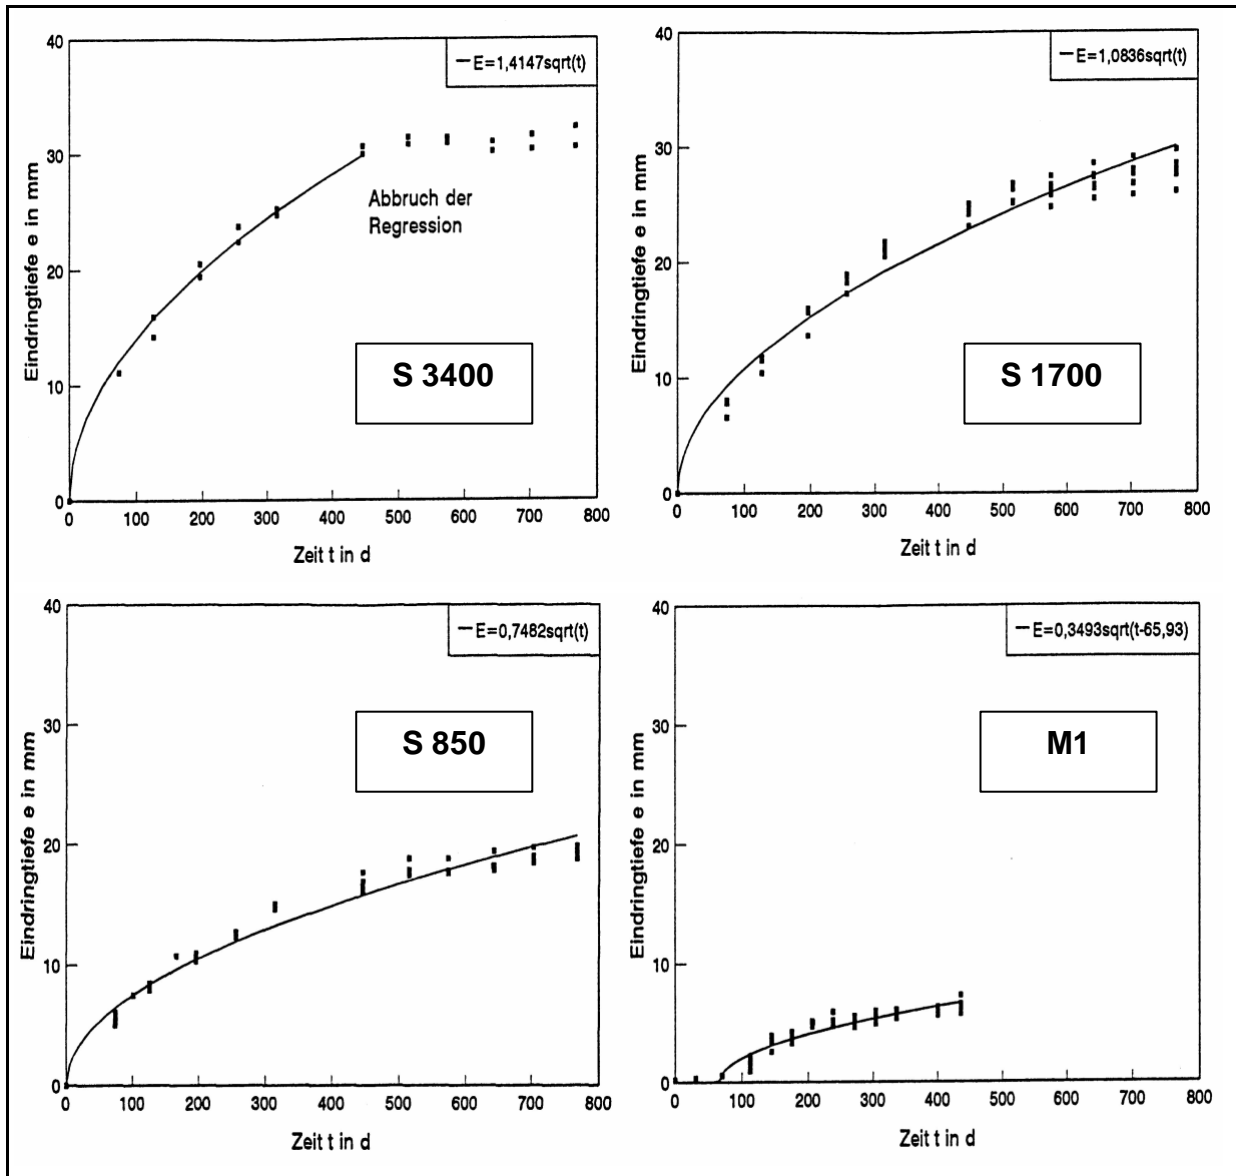 E=1,4147sqrt(t)
40
30
20
10
0
Eindringtiefe e in mm
Abbruch der
Regression
S 3400
0 100 200 300 400 500 600 700 800
Zeit t in d
E=1,0836sqrt(t)
40
30
20
10
0
Eindringtiefe e in mm
S 1700
0 100 200 300 400 500 600 700 800
Zeit t in d
E=0,7482sqrt(t)
40
30
20
10
0
Eindringtiefe e in mm
S 850
0 100 200 300 400 500 600 700 800
Zeit t in d
E=0,3493sqrt(t-65,93)
40
30
20
10
0
Eindringtiefe e in mm
M1
0 100 200 300 400 500 600 700 800
Zeit t in d